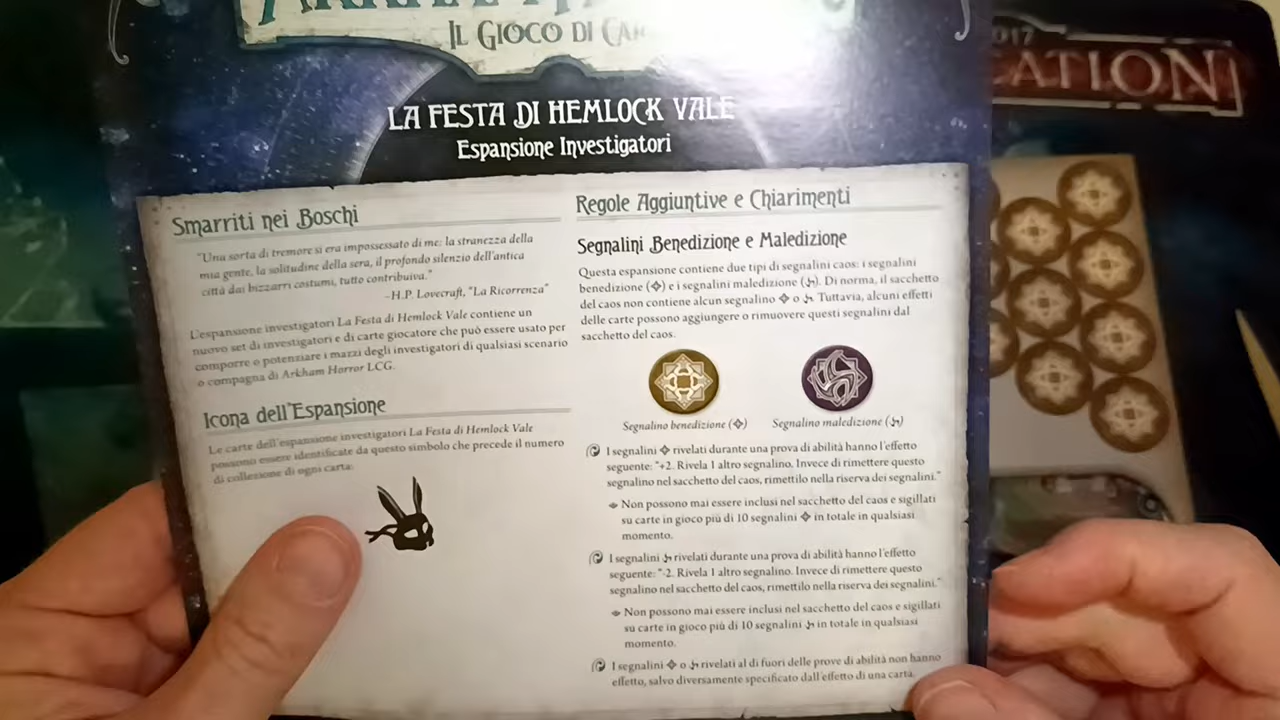 IL GIOCO DI
LA FESTA DI HEMLOCK VALE
Espansione Investigatori
Smarriti nei Boschi
"Una sorta di tremore si era impossessato di me: la stranezza della
mia gente, la solitudine della sera, il profondo silenzio dell'antica
città dai bizzarri costumi, tutto contribuiva."
–H.P. Lovecraft, "La Ricorrenza"
L'espansione investigatori La Festa di Hemlock Vale contiene un
nuovo set di investigatori e di carte giocatore che può essere usato per
comporre o potenziare i mazzi degli investigatori di qualsiasi scenario
o campagna di Arkham Horror LCG.
Icona dell'Espansione
Le carte dell'espansione investigatori La Festa di Hemlock Vale
possono essere identificate da questo simbolo che precede il numero
di collezione di ogni carta:
Regole Aggiuntive e Chiarimenti
Segnalini Benedizione e Maledizione
Questa espansione contiene due tipi di segnalini caos: i segnalini
benedizione () e i segnalini maledizione (). Di norma, il sacchetto
del caos non contiene alcun segnalino o . Tuttavia, alcuni effetti
delle carte possono aggiungere o rimuovere questi segnalini dal
sacchetto del caos.
Segnalino benedizione ()
Segnalino maledizione ()
I segnalini rivelati durante una prova di abilità hanno l'effetto
seguente: "+2. Rivela 1 altro segnalino. Invece di rimettere questo
segnalino nel sacchetto del caos, rimettilo nella riserva dei segnalini."
Non possono mai essere inclusi nel sacchetto del caos e sigillati
su carte in gioco più di 10 segnalini in totale in qualsiasi
momento.
I segnalini rivelati durante una prova di abilità hanno l'effetto
seguente: "-2. Rivela 1 altro segnalino. Invece di rimettere questo
segnalino nel sacchetto del caos, rimettilo nella riserva dei segnalini."
Non possono mai essere inclusi nel sacchetto del caos e sigillati
su carte in gioco più di 10 segnalini in totale in qualsiasi
momento.
I segnalini o rivelati al di fuori delle prove di abilità non hanno
effetto, salvo diversamente specificato dall'effetto di una carta.